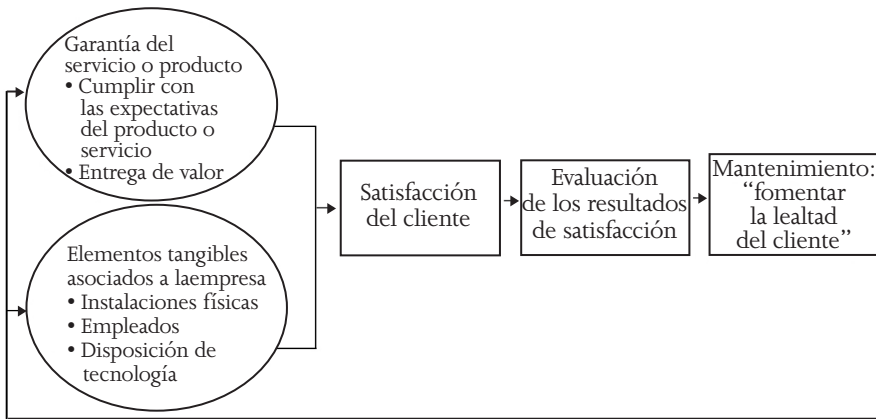 Garantía del
servicio o producto
• Cumplir con
las expectativas
del producto o
servicio
• Entrega de valor
Elementos tangibles
asociados a laempresa
• Instalaciones físicas
• Empleados
• Disposición de
tecnología
Satisfacción
del cliente
Evaluación
de los resultados
de satisfacción
Mantenimiento:
“fomentar
la lealtad
del cliente”